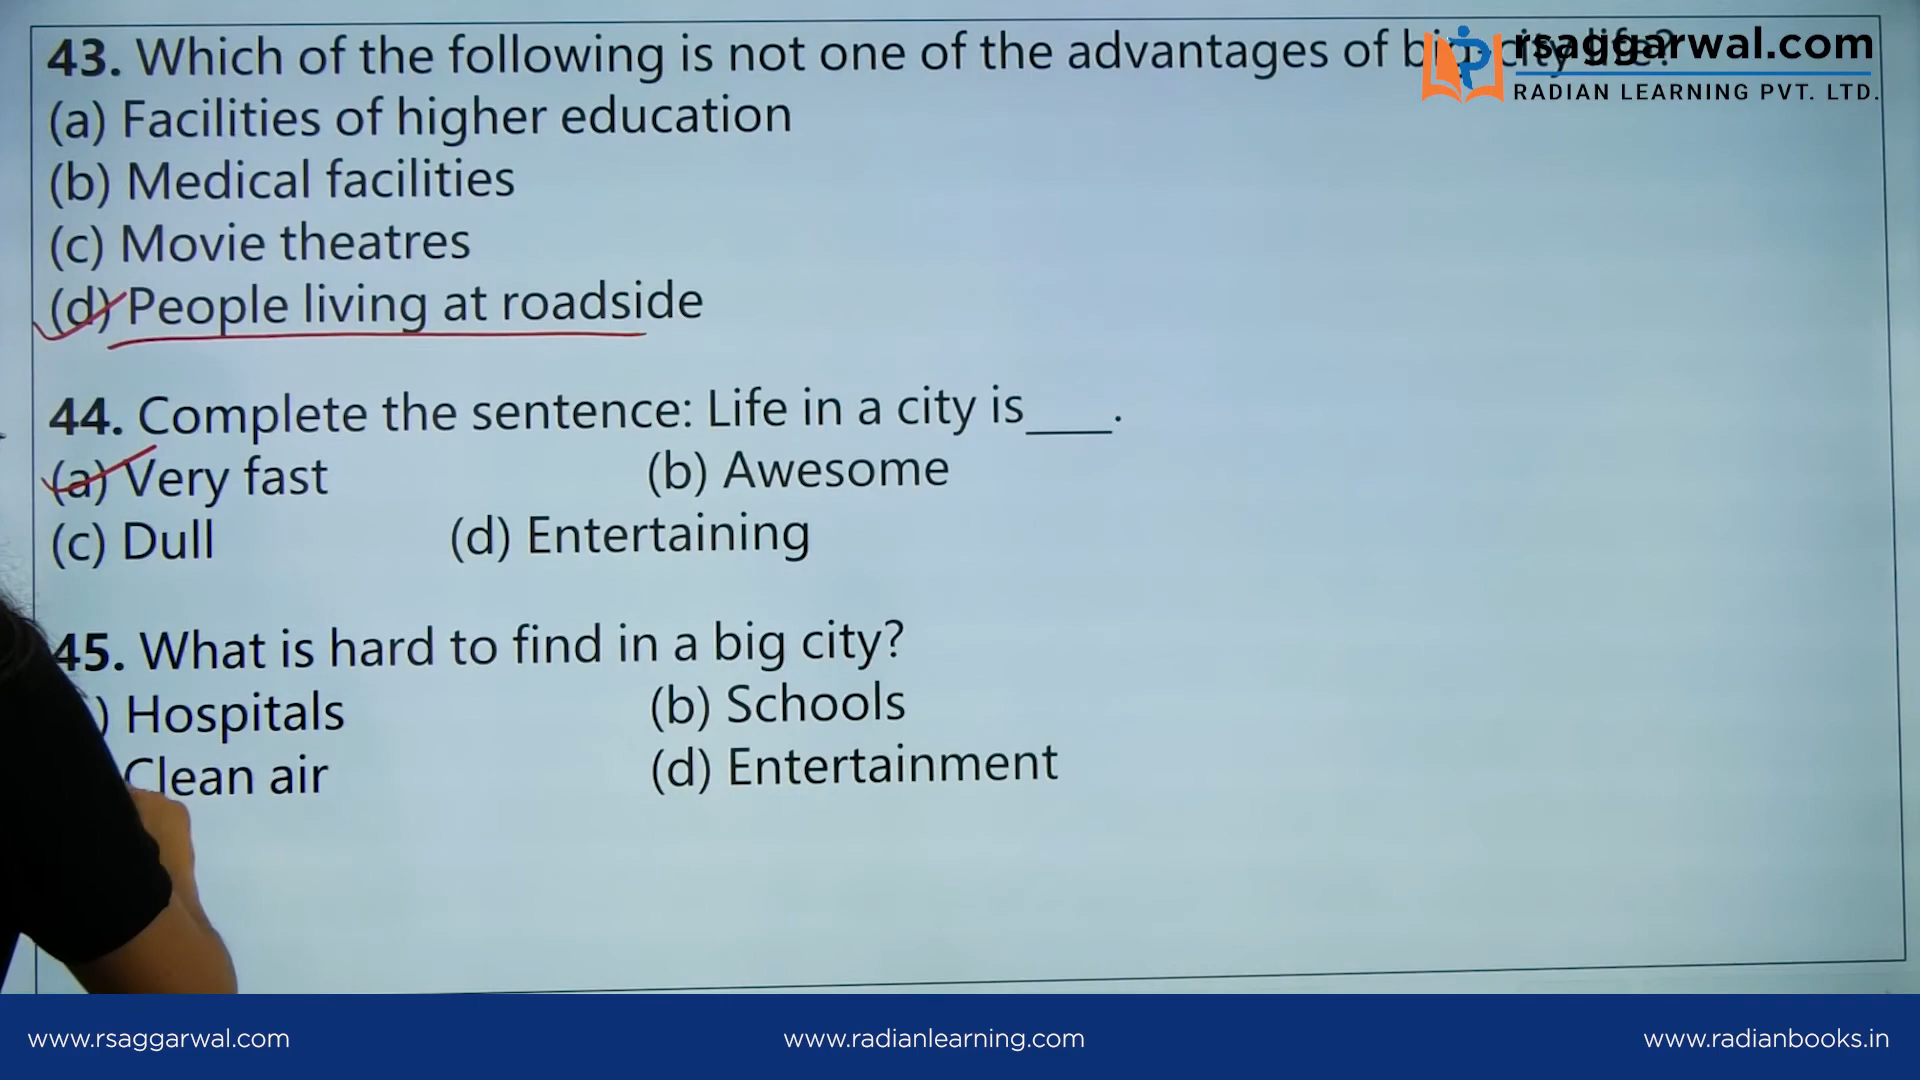 43. Which of the following is not one of the advantages of big city life?
rsaggarwal.com
RADIAN LEARNING PVT. LTD.
(a) Facilities of higher education
(b) Medical facilities
(c) Movie theatres
(d) People living at roadside
44. Complete the sentence: Life in a city is____.
(a) Very fast (b) Awesome
(c) Dull (d) Entertaining
45. What is hard to find in a big city?
) Hospitals (b) Schools
Clean air (d) Entertainment
www.rsaggarwal.com www.radianlearning.com www.radianbooks.in